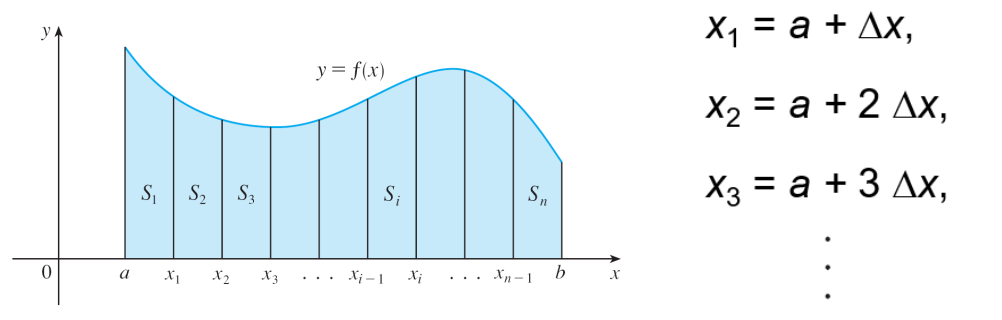 y
y = f(x)
S₁ S₂ S₃ Sᵢ Sₙ
0 a x₁ x₂ x₃ . . . xᵢ₋₁ xᵢ . . . xₙ₋₁ b x
x₁ = a + Δx,
x₂ = a + 2 Δx,
x₃ = a + 3 Δx,
.
.
.